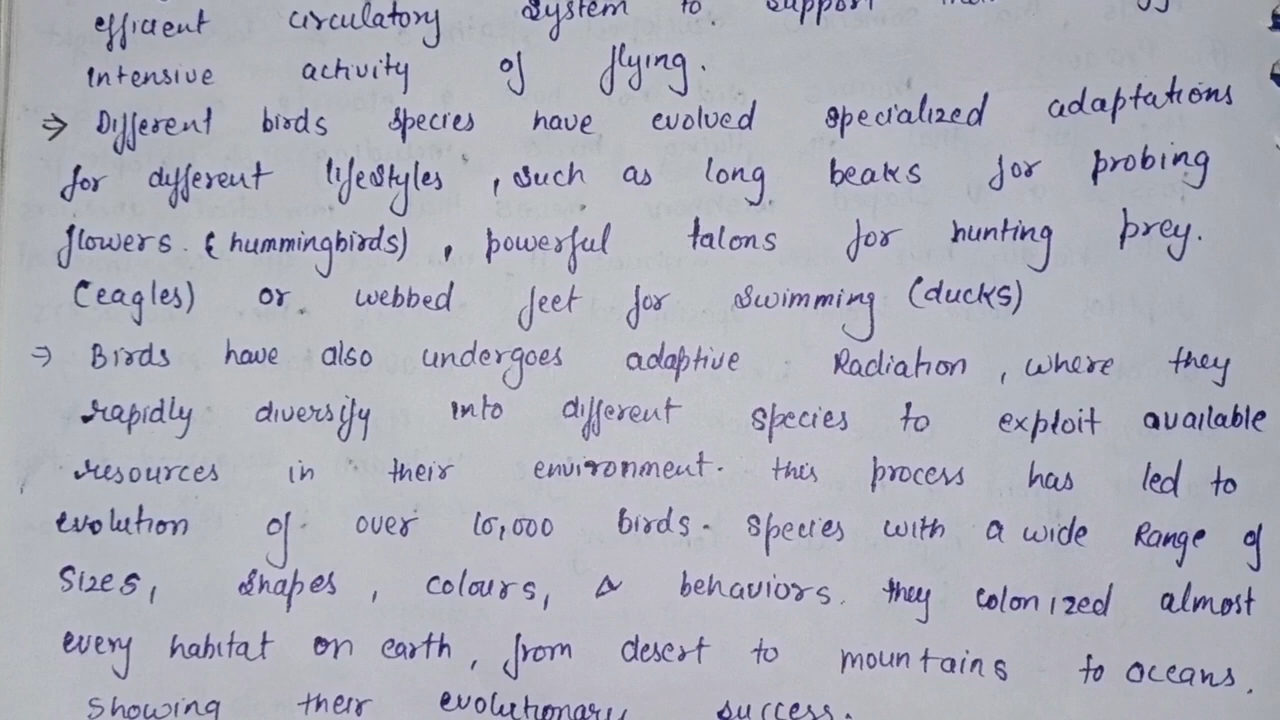 efficient circulatory system to support
intensive activity of flying.
⇒ Different birds species have evolved specialized adaptations
for different lifestyles, such as long beaks for probing
flowers. (hummingbirds), powerful talons for hunting prey.
(eagles) or webbed feet for swimming (ducks)
⇒ Birds have also undergoes adaptive Radiation, where they
rapidly diversify into different species to exploit available
resources in their environment. this process has led to
evolution of over 10,000 birds. species with a wide Range of
sizes, shapes, colours, & behaviors. they colonized almost
every habitat on earth, from desert to mountains to oceans.
showing their evolutionary success.